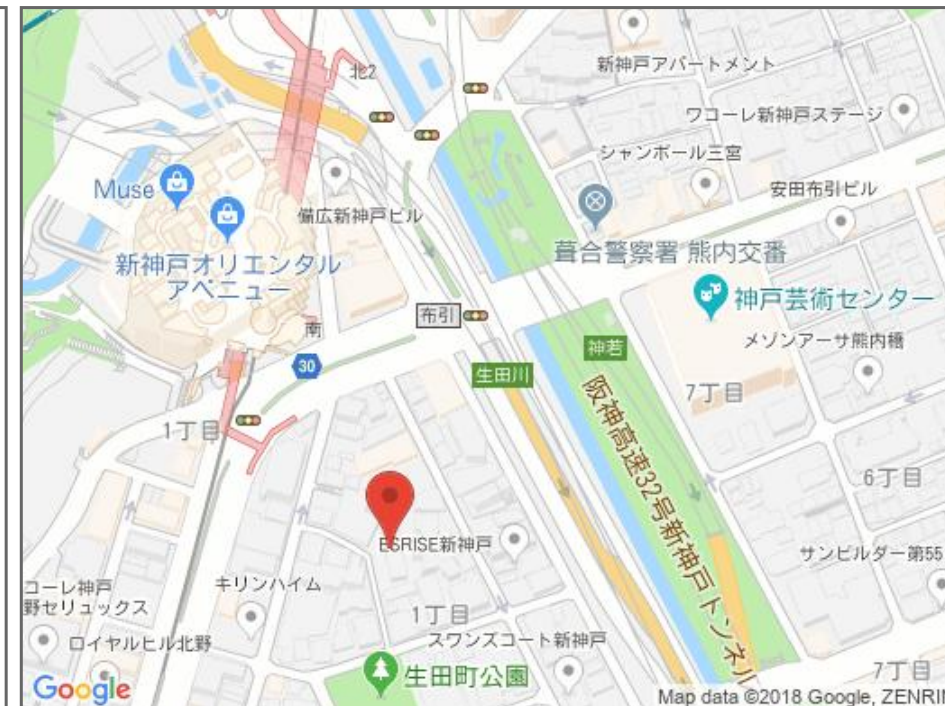 北2
新神戸アパートメント
ワコーレ新神戸ステージ
シャンボール三宮
Muse
備広新神戸ビル
安田布引ビル
新神戸オリエンタル
アベニュー
葺合警察署 熊内交番
神戸芸術センター
布引
南
30
生田川
神若
メゾンアーサ熊内橋
1丁目
7丁目
阪神高速32号新神戸トンネル
6丁目
ESRISE新神戸
サンビルダー第55
コーレ神戸
野セリュックス
キリンハイム
1丁目
ロイヤルヒル北野
スワンズコート新神戸
生田町公園
7丁目
Google
Map data ©2018 Google, ZENRIN